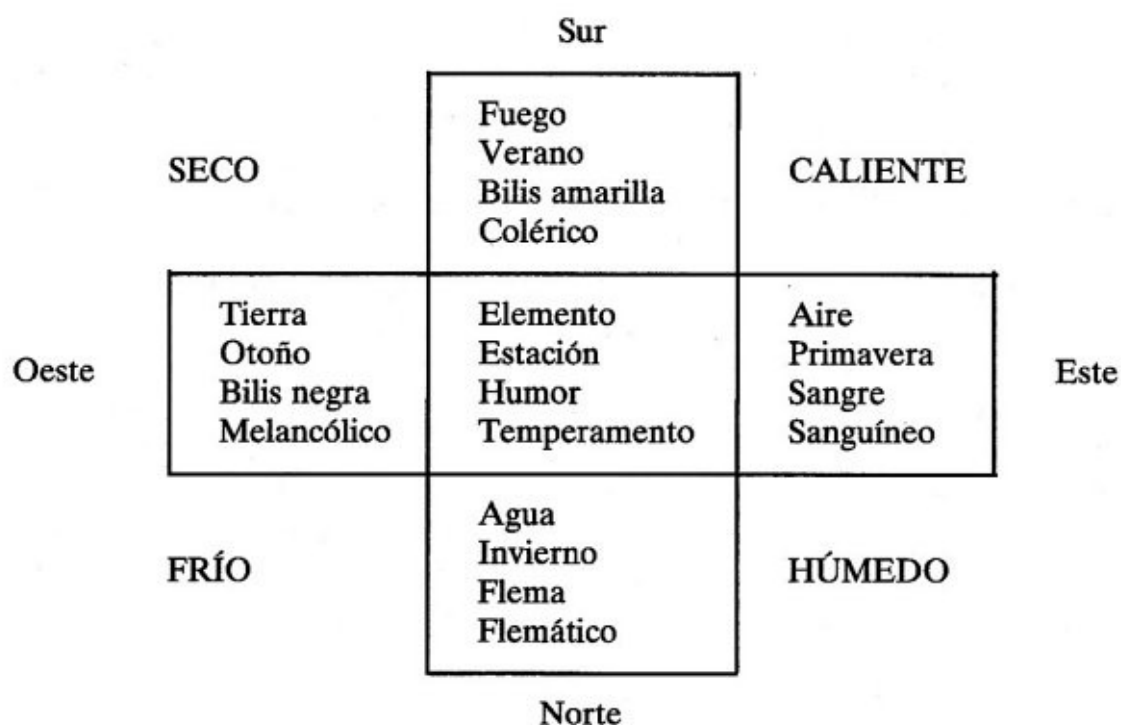 Sur
Fuego
Verano
Bilis amarilla
Colérico
SECO
CALIENTE
Oeste
Tierra
Otoño
Bilis negra
Melancólico
Elemento
Estación
Humor
Temperamento
Aire
Primavera
Sangre
Sanguíneo
Este
Agua
Invierno
Flema
Flemático
FRÍO
HÚMEDO
Norte